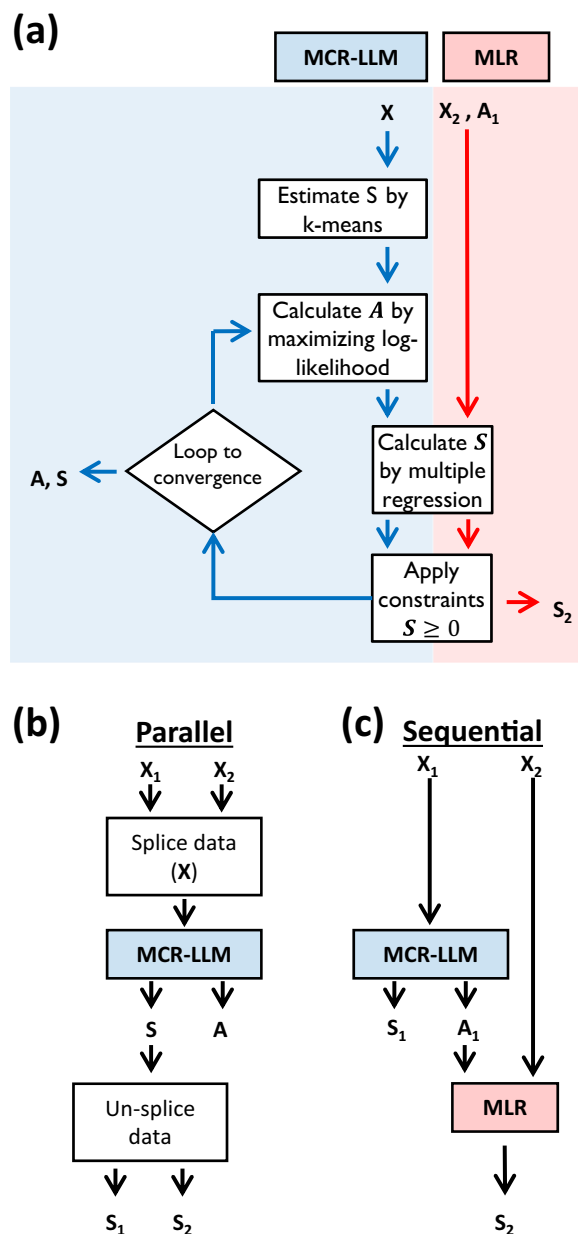 (a)
MCR-LLM
MLR
X
X₂ , A₁
Estimate S by
k-means
Calculate A by
maximizing log-
likelihood
Loop to
convergence
A, S
Calculate S
by multiple
regression
Apply
constraints
S ≥ 0
S₂
(b)
Parallel
X₁
X₂
Splice data
(X)
MCR-LLM
S
A
Un-splice
data
S₁
S₂
(c)
Sequential
X₁
X₂
MCR-LLM
S₁
A₁
MLR
S₂